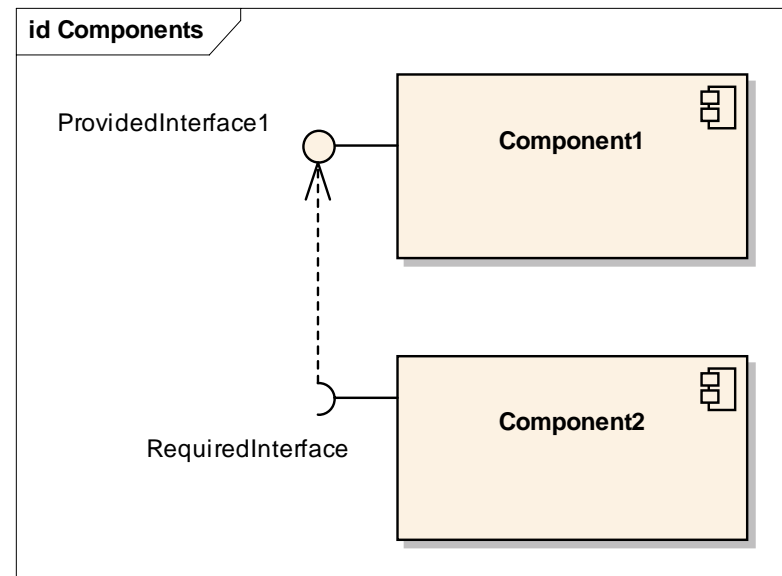 id Components
ProvidedInterface1
Component1
Component2
RequiredInterface